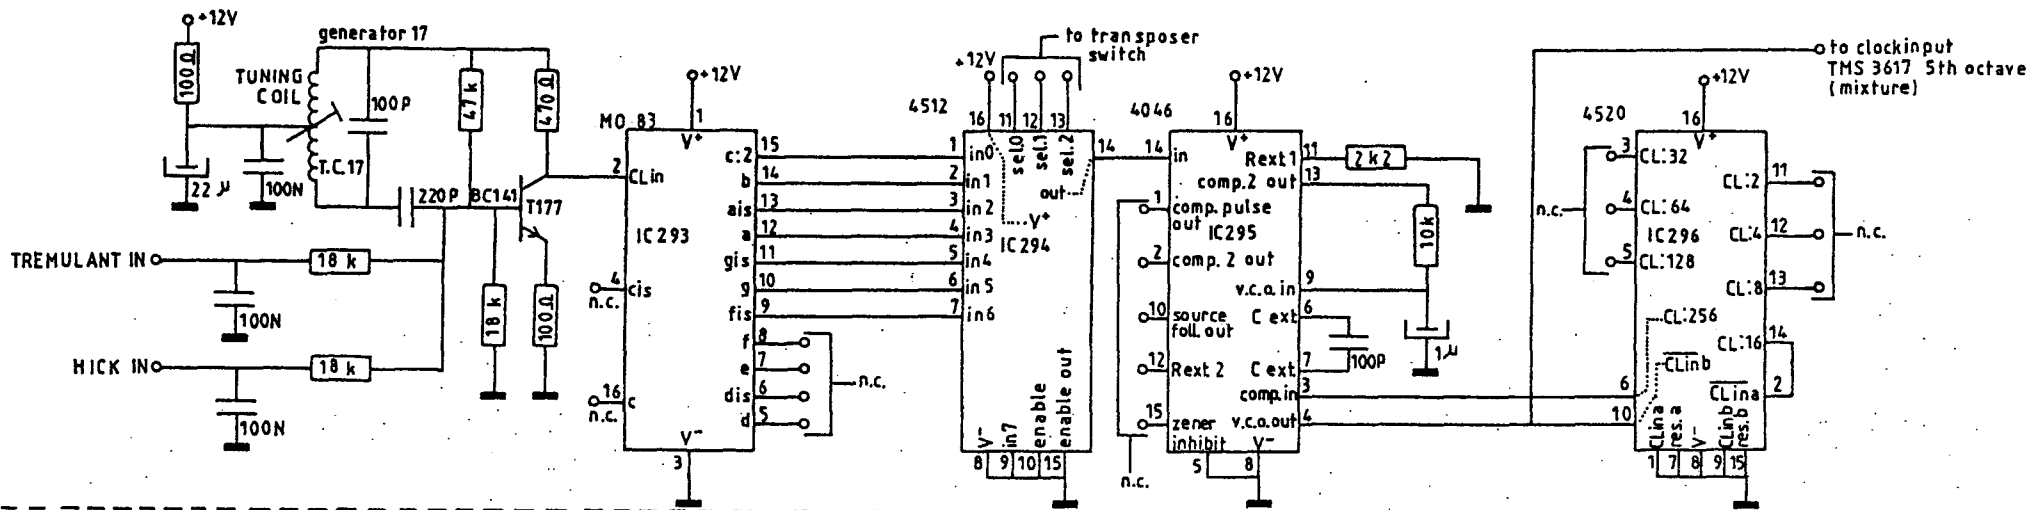 +12V
100Ω
22 µ
100N
TUNING
COIL
generator 17
100P
T.C.17
220P
47 k
470Ω
BC141
T177
18 k
100Ω
TREMULANT IN
18 k
100N
HICK IN
18 k
100N
MO 83
+12V
1
V+
2
CLin
IC293
4
cis
n.c.
16
c
n.c.
V-
3
c:2
15
b
14
ais
13
a
12
gis
11
g
10
fis
9
f
8
e
7
dis
6
d
5
n.c.
4512
+12V
to transposer
switch
16
11
12
13
sel.0
sel.1
sel.2
1
in0
2
in1
3
in2
4
in3
5
in4
6
in5
7
in6
out
14
V+
IC294
V-
in7
enable
enable out
8
9
10
15
4046
+12V
16
V+
14
in
1
comp. pulse
out
IC295
2
comp. 2 out
10
source
foll. out
12
Rext 2
15
zener
inhibit
n.c.
5
8
V-
Rext 1
11
2k2
comp.2 out
13
10k
v.c.o. in
9
1µ
C ext
6
100P
C ext
7
comp. in
3
v.c.o. out
4
to clockinput
TMS 3617 5th octave
(mixture)
4520
+12V
16
V+
3
CL:32
4
CL:64
IC296
5
CL:128
n.c.
CL:256
CLin b
6
10
CL:2
11
CL:4
12
CL:8
13
n.c.
CL:16
14
CLin a
2
CLina
res.a
V-
CLinb
res.b
1
7
8
9
15